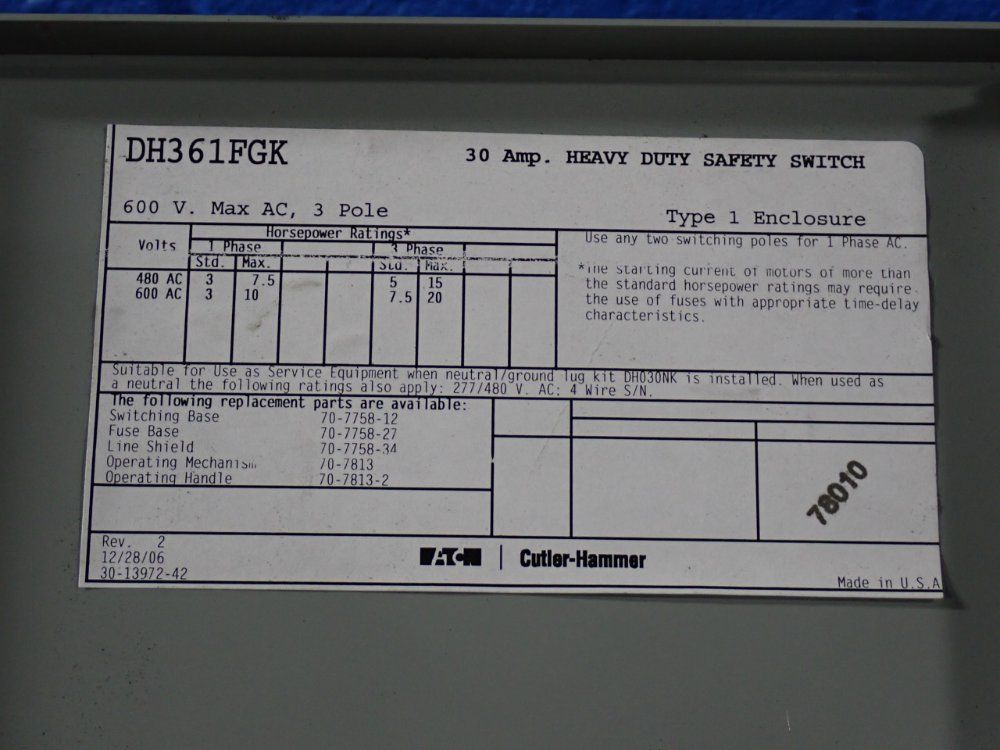 DH361FGK
30 Amp. HEAVY DUTY SAFETY SWITCH
600 V. Max AC, 3 Pole
Type 1 Enclosure
Volts
Horsepower Ratings*
1 Phase 3 Phase
Std. Max. Std. Max.
480 AC 3 7.5 5 15
600 AC 3 10 7.5 20
Use any two switching poles for 1 Phase AC.
*The starting current of motors of more than
the standard horsepower ratings may require
the use of fuses with appropriate time-delay
characteristics.
Suitable for Use as Service Equipment when neutral/ground lug kit DH030NK is installed. When used as
a neutral the following ratings also apply: 277/480 V. AC; 4 Wire S/N.
The following replacement parts are available:
Switching Base 70-7758-12
Fuse Base 70-7758-27
Line Shield 70-7758-34
Operating Mechanism 70-7813
Operating Handle 70-7813-2
78010
Rev. 2
12/28/06
30-13972-42
EATON | Cutler-Hammer
Made in U.S.A